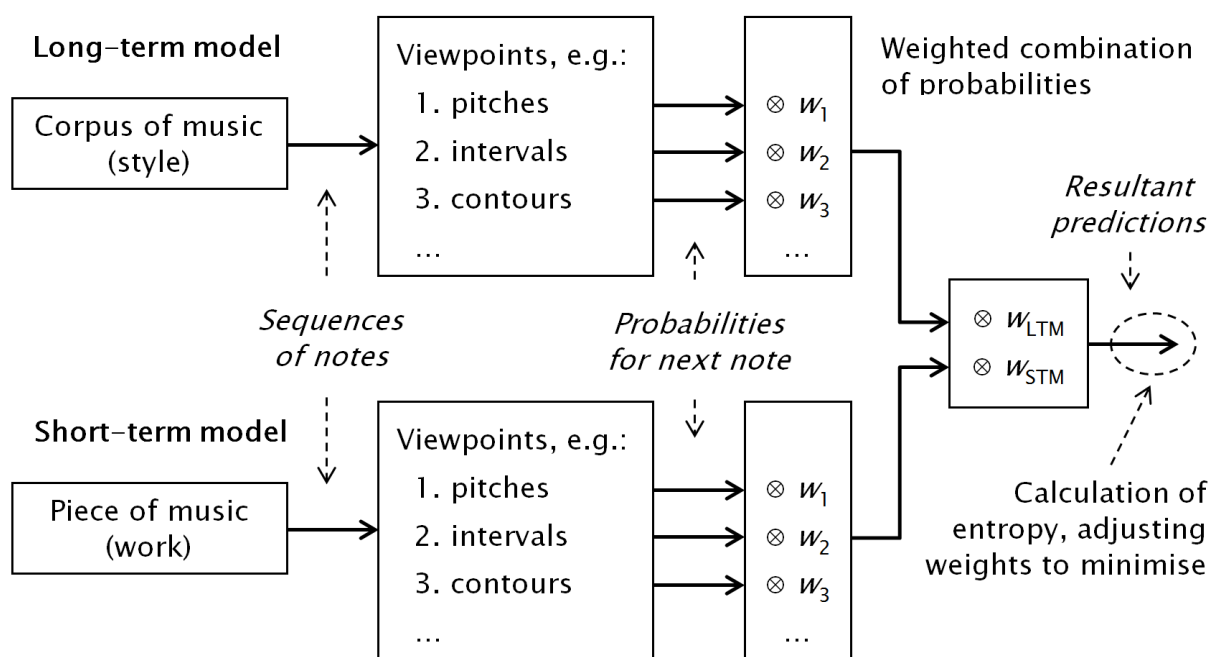 Long-term model
Corpus of music
(style)
Viewpoints, e.g.:
1. pitches
2. intervals
3. contours
...
⊗ w1
⊗ w2
⊗ w3
...
Weighted combination
of probabilities
Sequences
of notes
Probabilities
for next note
Resultant
predictions
⊗ wLTM
⊗ wSTM
Short-term model
Piece of music
(work)
Viewpoints, e.g.:
1. pitches
2. intervals
3. contours
...
⊗ w1
⊗ w2
⊗ w3
...
Calculation of
entropy, adjusting
weights to minimise